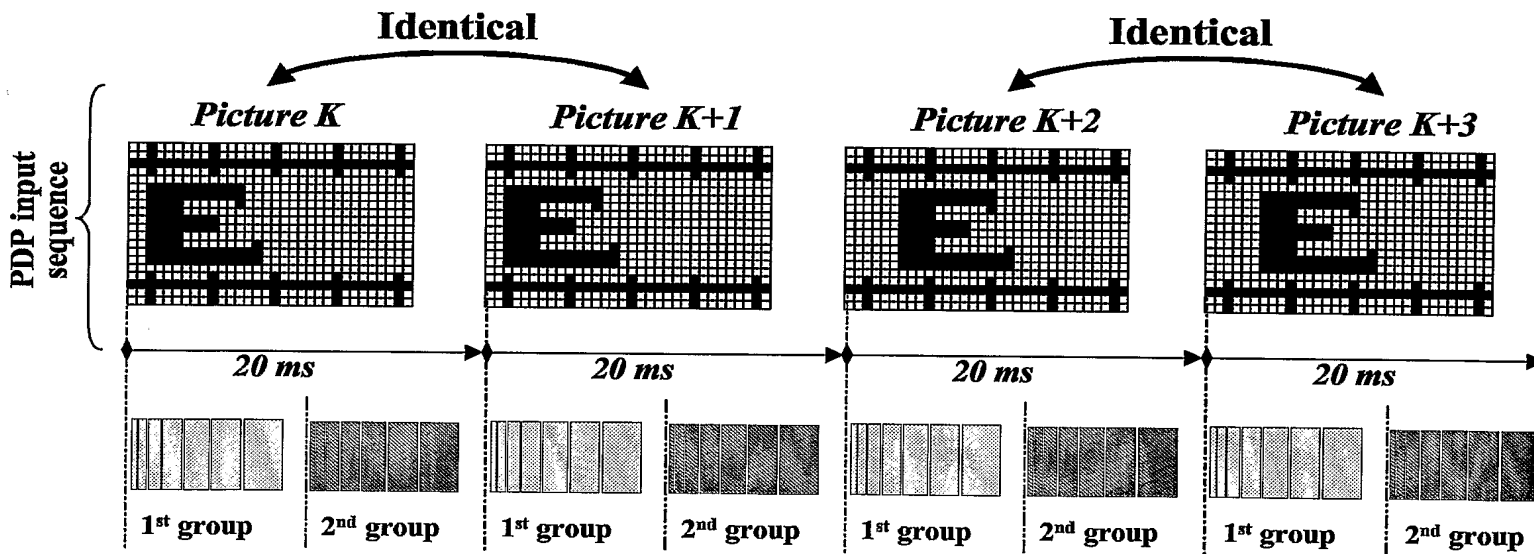 Identical
Identical
Picture K
Picture K+1
Picture K+2
Picture K+3
PDP input
sequence
E
E
E
E
20 ms
20 ms
20 ms
20 ms
1st group
2nd group
1st group
2nd group
1st group
2nd group
1st group
2nd group